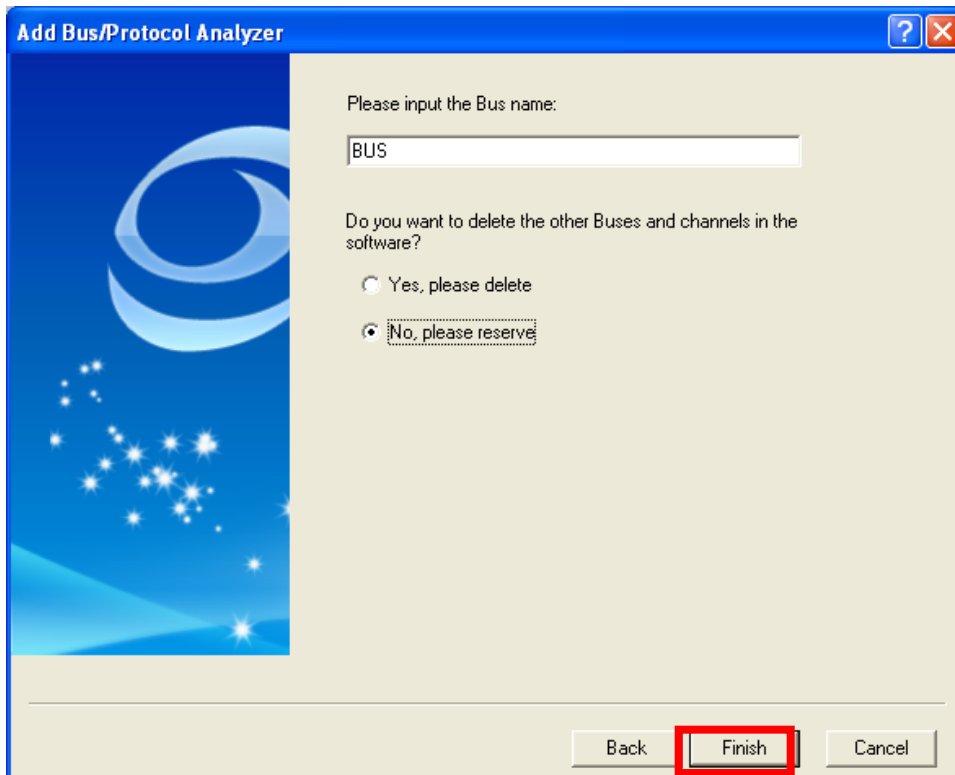 Add Bus/Protocol Analyzer
?
Please input the Bus name:
BUS
Do you want to delete the other Buses and channels in the
software?
Yes, please delete
No, please reserve
Back
Finish
Cancel